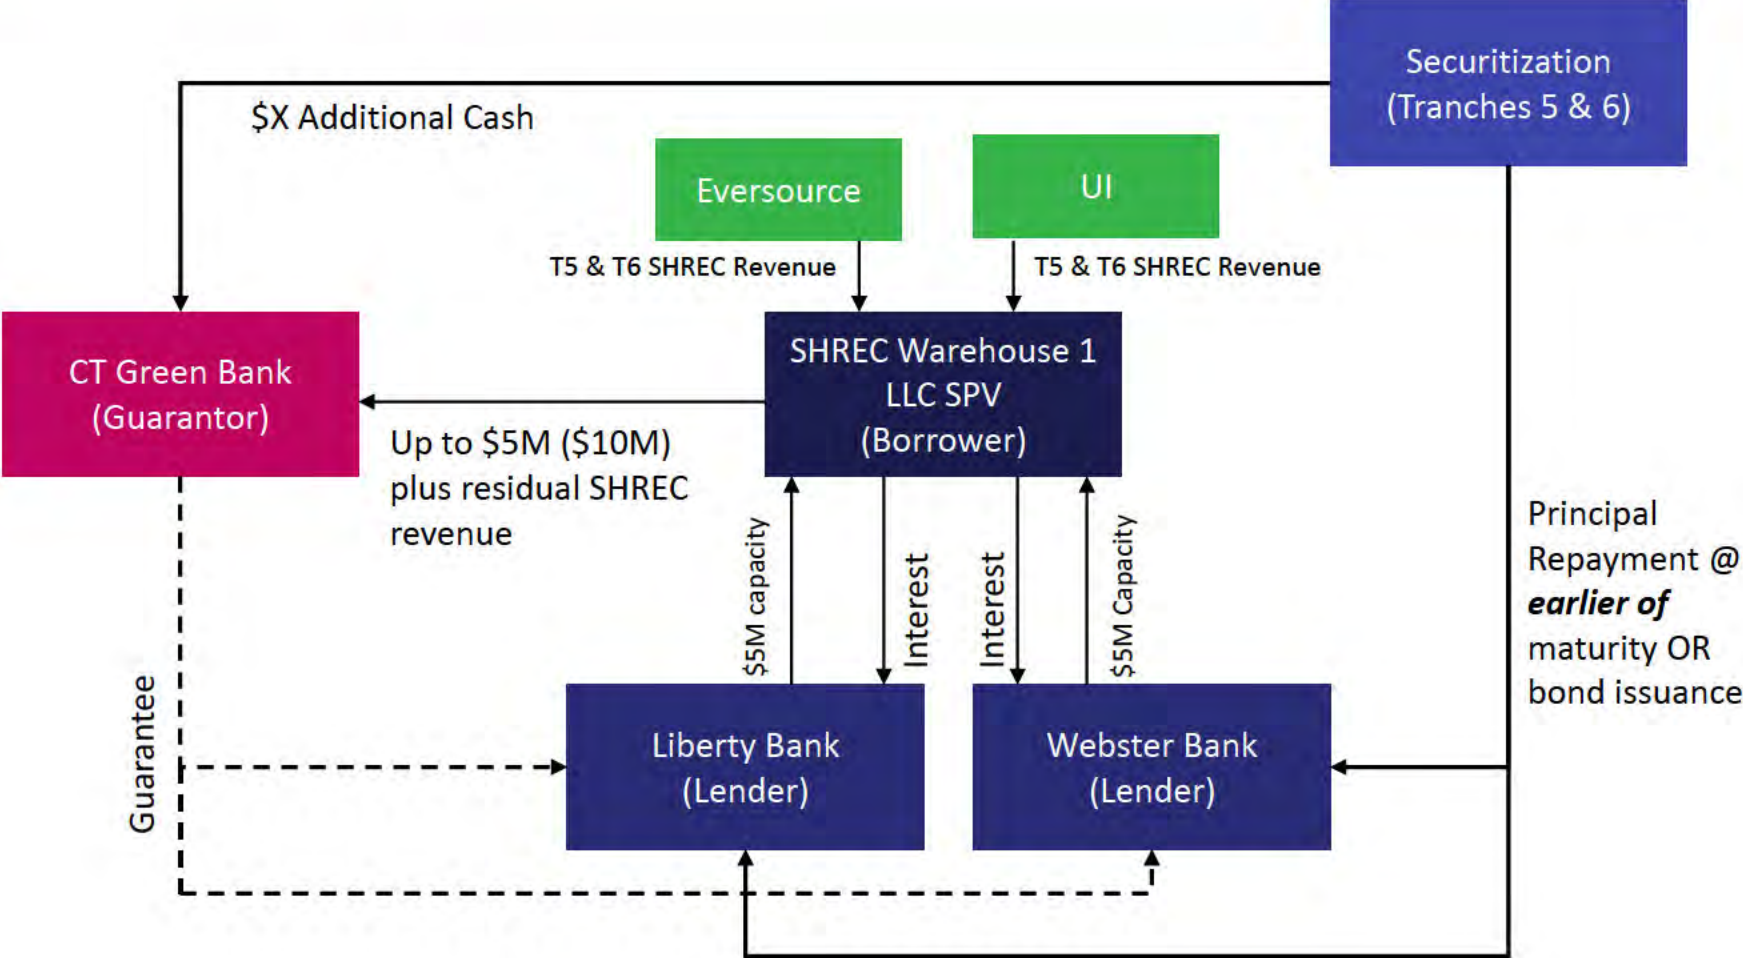 Securitization
(Tranches 5 & 6)
$X Additional Cash
Eversource
UI
T5 & T6 SHREC Revenue
T5 & T6 SHREC Revenue
CT Green Bank
(Guarantor)
SHREC Warehouse 1
LLC SPV
(Borrower)
Up to $5M ($10M)
plus residual SHREC
revenue
$5M capacity
Interest
Interest
$5M Capacity
Principal
Repayment @
earlier of
maturity OR
bond issuance
Guarantee
Liberty Bank
(Lender)
Webster Bank
(Lender)